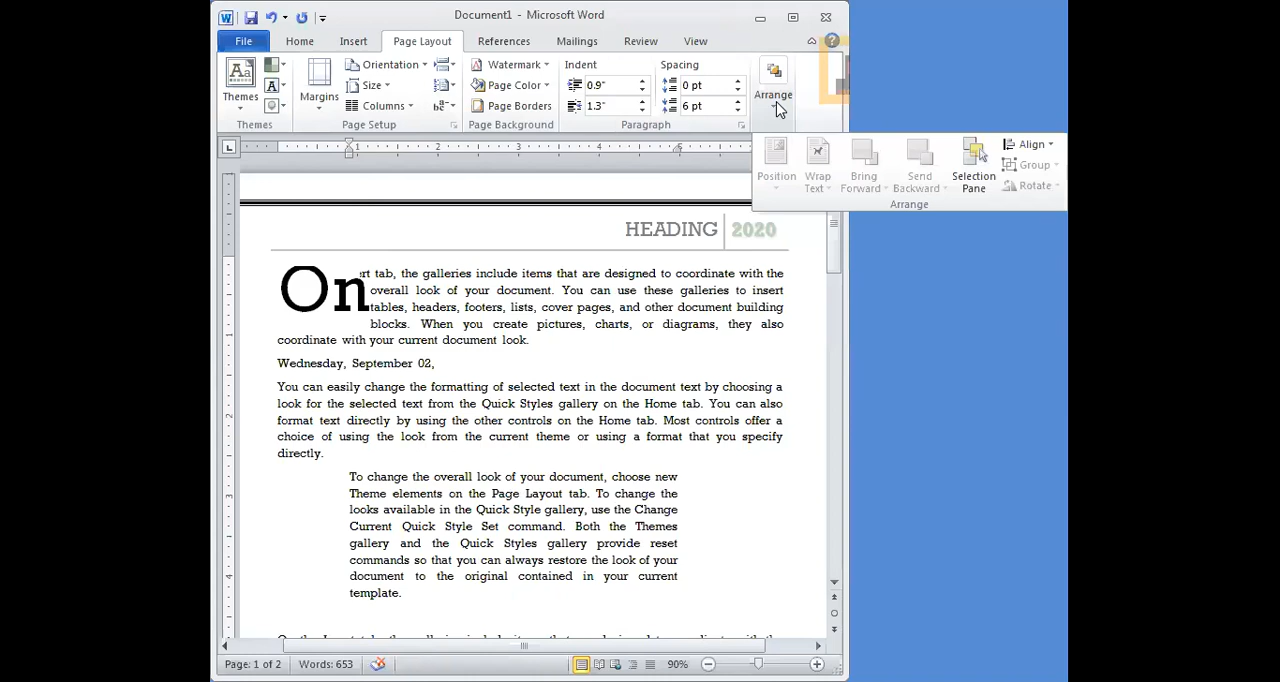 Document1 - Microsoft Word
File Home Insert Page Layout References Mailings Review View
Themes Margins Orientation Size Columns Watermark Page Color Page Borders Indent 0.9" 1.3" Spacing 0 pt 6 pt Arrange
Themes Page Setup Page Background Paragraph
Position Wrap Text Bring Forward Send Backward Selection Pane Align Group Rotate
Arrange
HEADING 2020
On rt tab, the galleries include items that are designed to coordinate with the
overall look of your document. You can use these galleries to insert
tables, headers, footers, lists, cover pages, and other document building
blocks. When you create pictures, charts, or diagrams, they also
coordinate with your current document look.
Wednesday, September 02,
You can easily change the formatting of selected text in the document text by choosing a
look for the selected text from the Quick Styles gallery on the Home tab. You can also
format text directly by using the other controls on the Home tab. Most controls offer a
choice of using the look from the current theme or using a format that you specify
directly.
To change the overall look of your document, choose new
Theme elements on the Page Layout tab. To change the
looks available in the Quick Style gallery, use the Change
Current Quick Style Set command. Both the Themes
gallery and the Quick Styles gallery provide reset
commands so that you can always restore the look of your
document to the original contained in your current
template.
Page: 1 of 2 Words: 653 90%